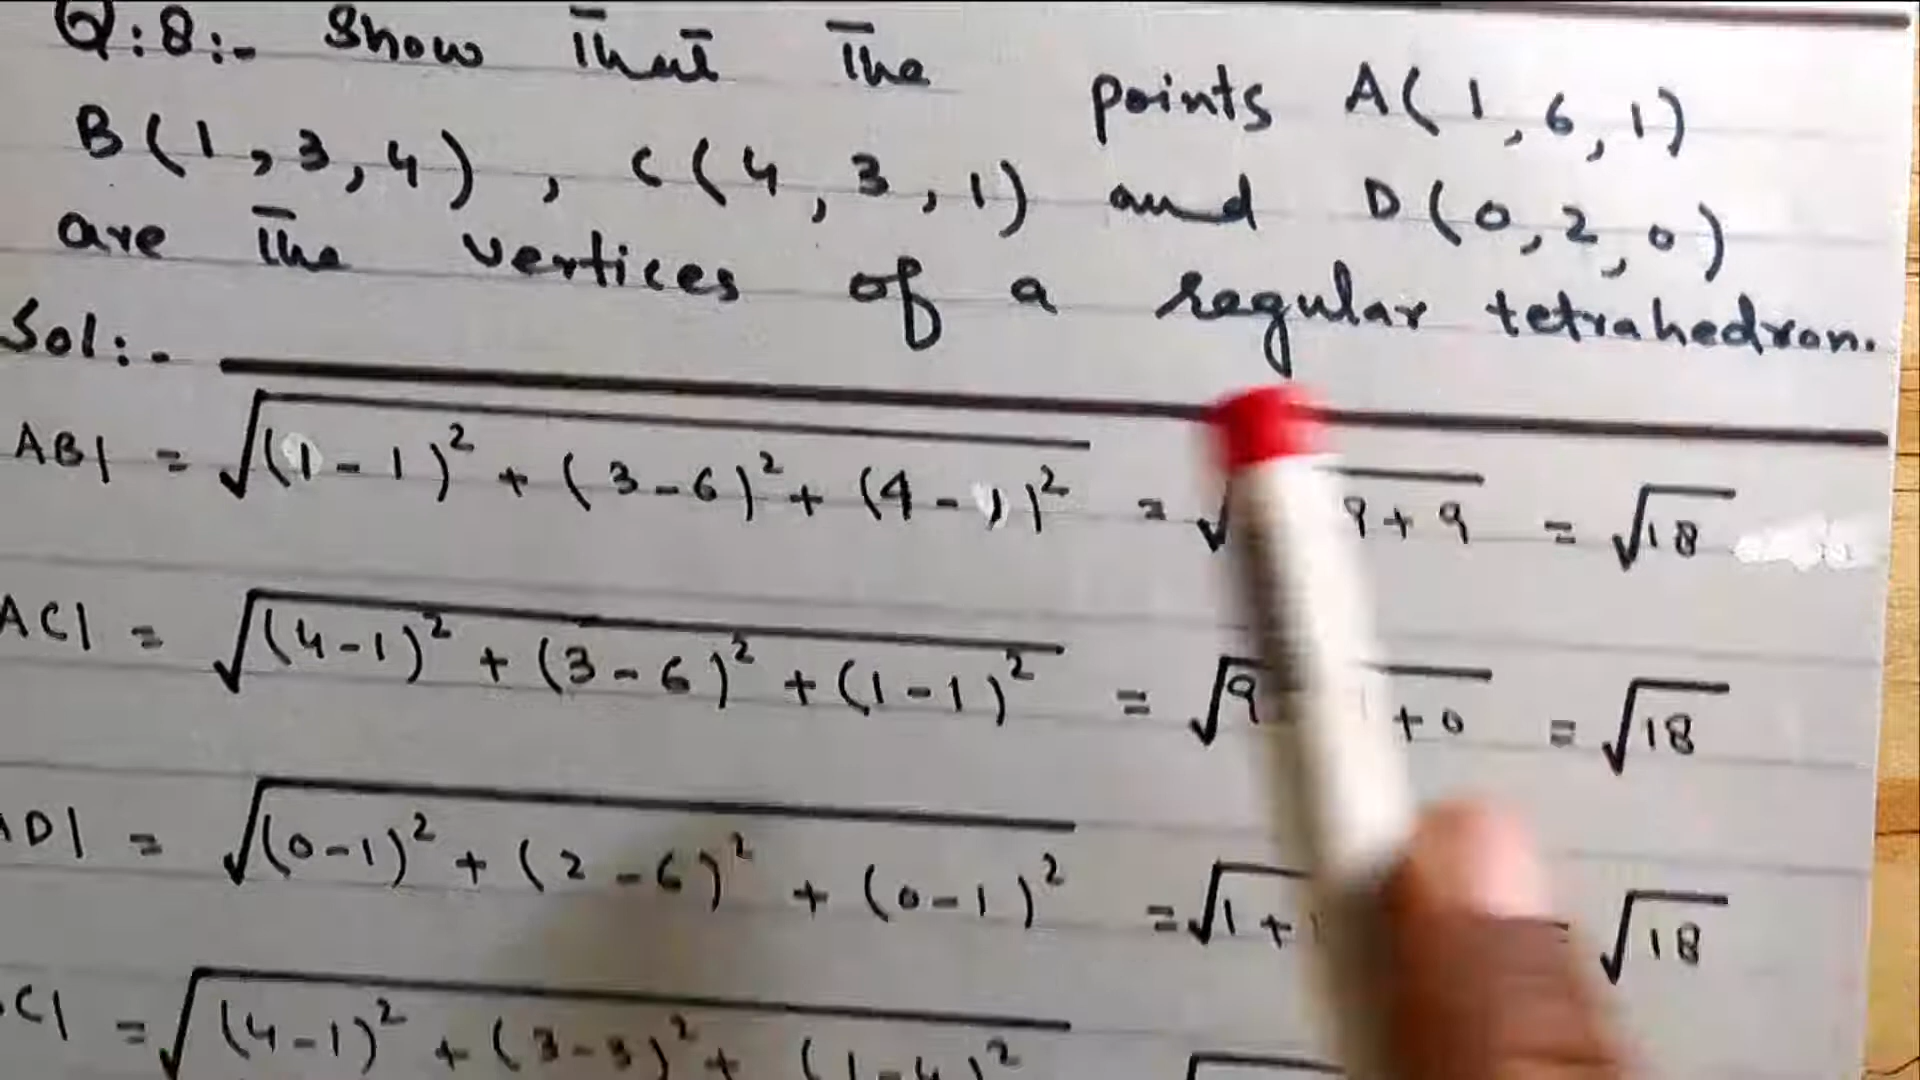 Q:8:- Show that the points A(1,6,1)
B(1,3,4), C(4,3,1) and D(0,2,0)
are the vertices of a regular tetrahedron.
Sol:-
AB| = √(1-1)² + (3-6)² + (4-1)² = √ 9+9 = √18
AC| = √(4-1)² + (3-6)² + (1-1)² = √9 +0 = √18
AD| = √(0-1)² + (2-6)² + (0-1)² = √1+ = √18
C| = √(4-1)² + (3-3)² + (1-4)²